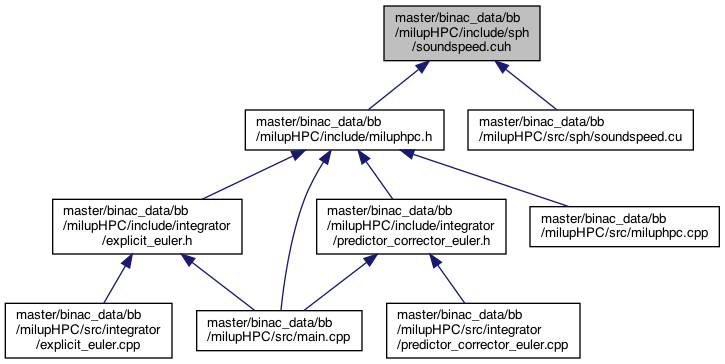 master/binac_data/bb
/milupHPC/include/sph
/soundspeed.cuh
master/binac_data/bb
/milupHPC/include/miluphpc.h
master/binac_data/bb
/milupHPC/src/sph/soundspeed.cu
master/binac_data/bb
/milupHPC/include/integrator
/explicit_euler.h
master/binac_data/bb
/milupHPC/include/integrator
/predictor_corrector_euler.h
master/binac_data/bb
/milupHPC/src/miluphpc.cpp
master/binac_data/bb
/milupHPC/src/integrator
/explicit_euler.cpp
master/binac_data/bb
/milupHPC/src/main.cpp
master/binac_data/bb
/milupHPC/src/integrator
/predictor_corrector_euler.cpp